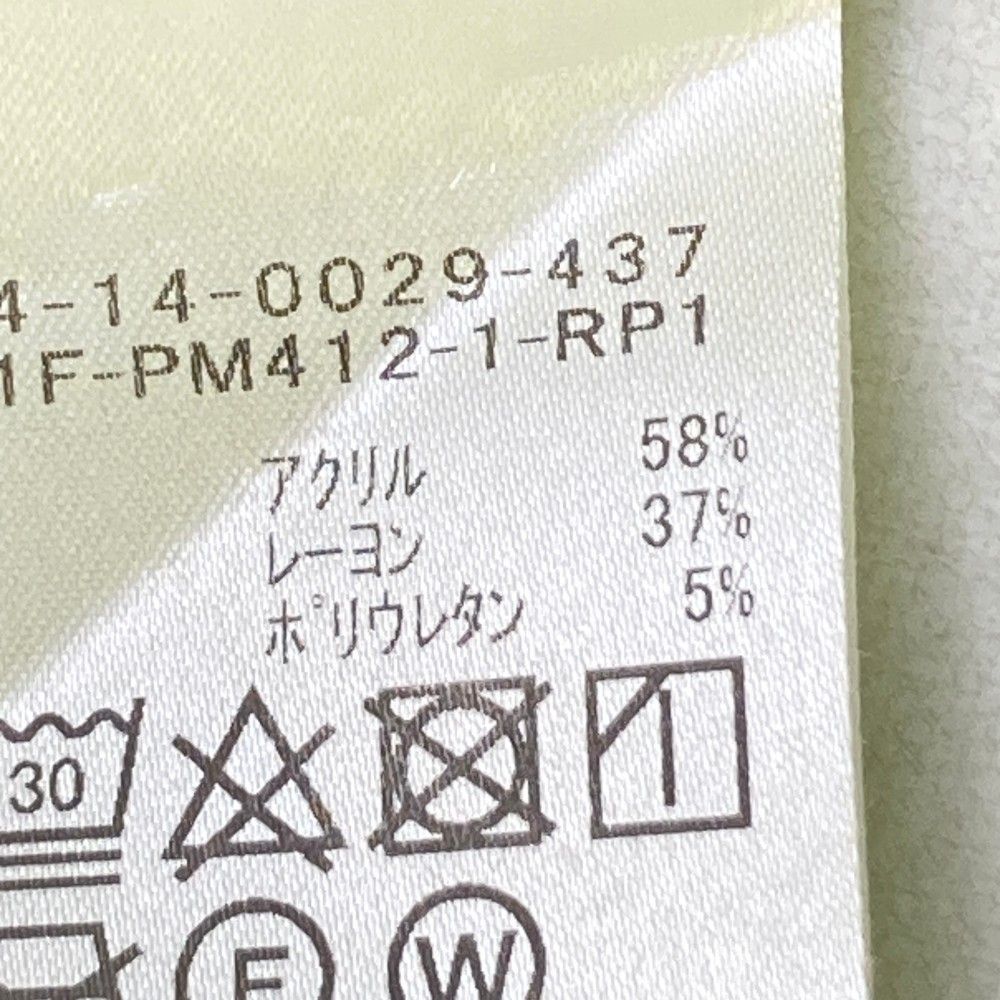 4-14-0029-437
1F-PM412-1-RP1
アクリル 58%
レーヨン 37%
ポリウレタン 5%
30
F W